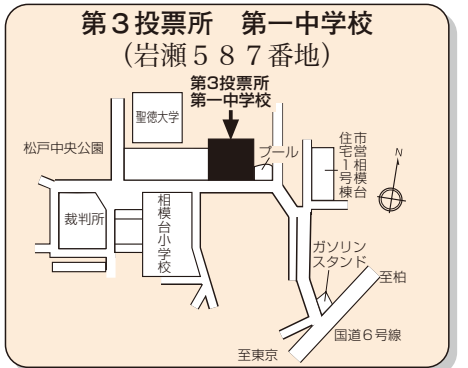 第3投票所　第一中学校
（岩瀬５８７番地）
第3投票所
第一中学校
聖徳大学
松戸中央公園
プール
市営相模台
住宅1号棟
N
裁判所
相模台小学校
ガソリン
スタンド
至柏
国道6号線
至東京